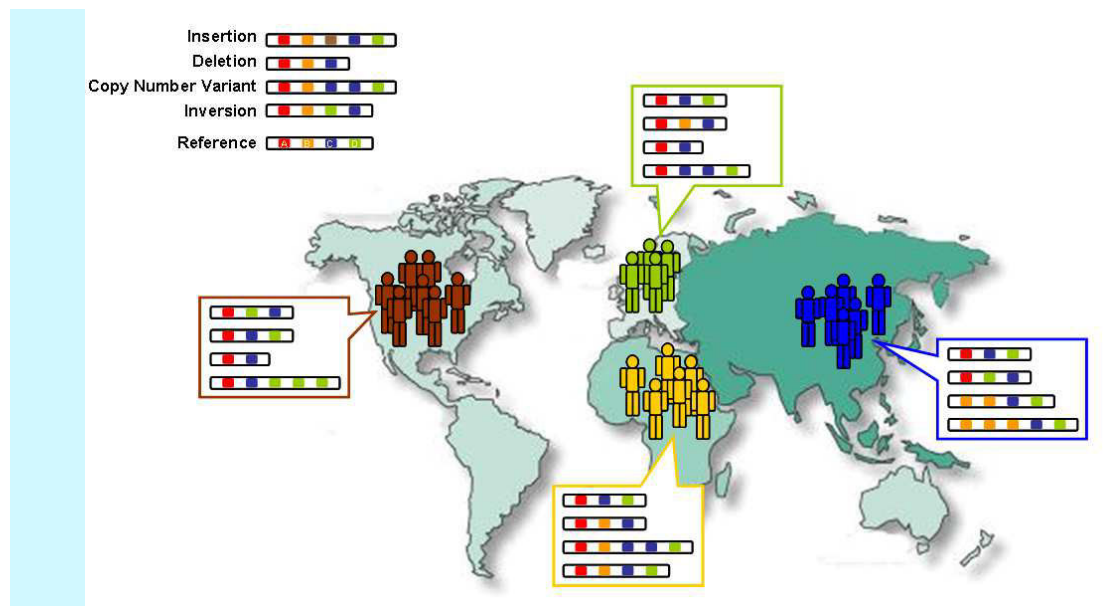 Insertion
Deletion
Copy Number Variant
Inversion
Reference A B C D